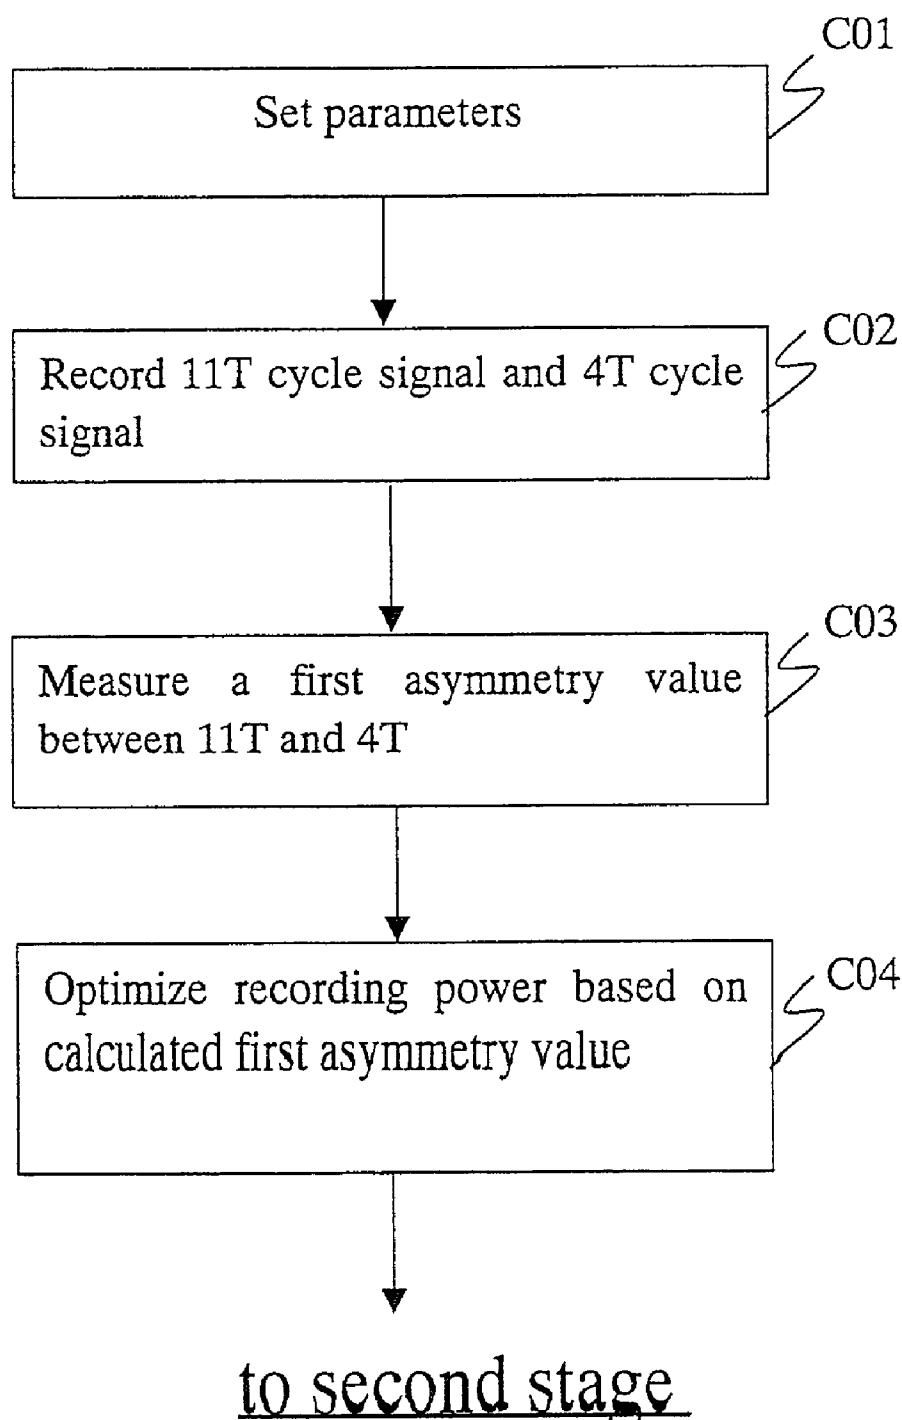 C01
Set parameters
C02
Record 11T cycle signal and 4T cycle
signal
C03
Measure a first asymmetry value
between 11T and 4T
C04
Optimize recording power based on
calculated first asymmetry value
to second stage